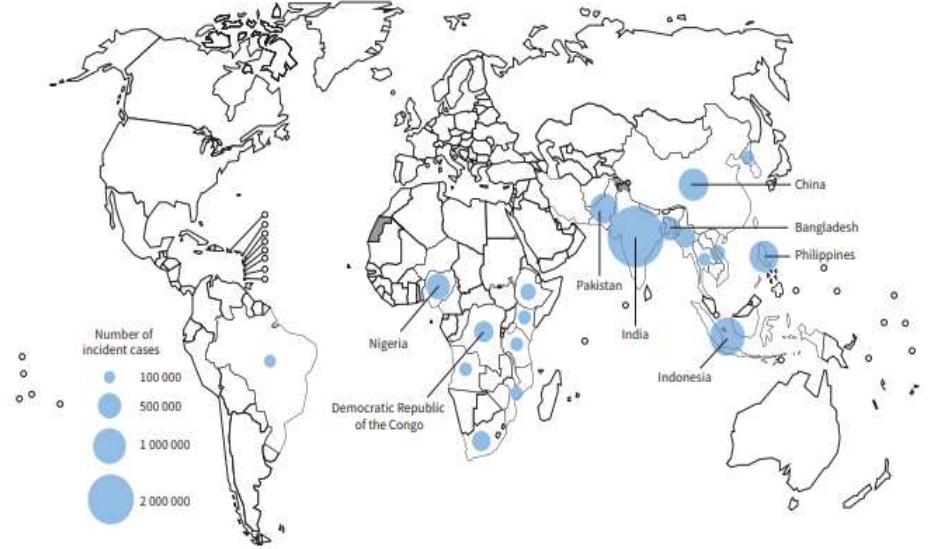 China
Bangladesh
Philippines
Pakistan
India
Indonesia
Nigeria
Democratic Republic
of the Congo
Number of
incident cases
100 000
500 000
1 000 000
2 000 000